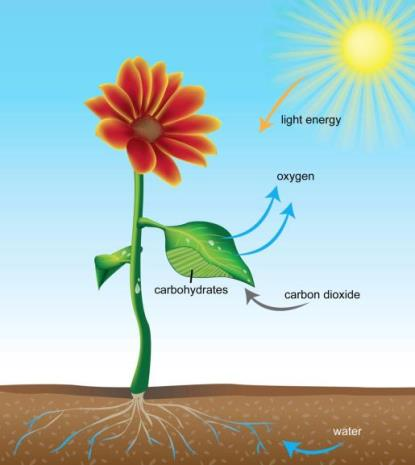 light energy
oxygen
carbohydrates
carbon dioxide
water